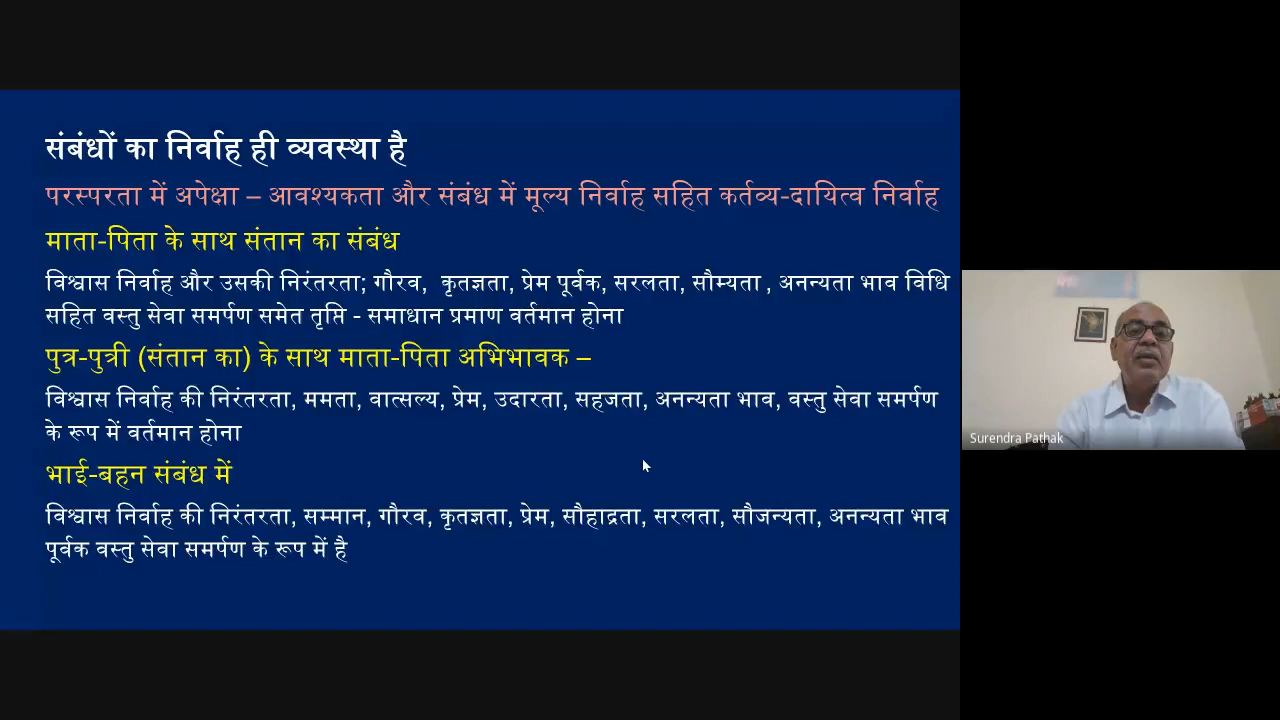 संबंधों का निर्वाह ही व्यवस्था है
परस्परता में अपेक्षा – आवश्यकता और संबंध में मूल्य निर्वाह सहित कर्तव्य-दायित्व निर्वाह
माता-पिता के साथ संतान का संबंध
विश्वास निर्वाह और उसकी निरंतरता; गौरव,  कृतज्ञता, प्रेम पूर्वक, सरलता, सौम्यता , अनन्यता भाव विधि
सहित वस्तु सेवा समर्पण समेत तृप्ति - समाधान प्रमाण वर्तमान होना
पुत्र-पुत्री (संतान का) के साथ माता-पिता अभिभावक –
विश्वास निर्वाह की निरंतरता, ममता, वात्सल्य, प्रेम, उदारता, सहजता, अनन्यता भाव, वस्तु सेवा समर्पण
के रूप में वर्तमान होना
भाई-बहन संबंध में
विश्वास निर्वाह की निरंतरता, सम्मान, गौरव, कृतज्ञता, प्रेम, सौहाद्रता, सरलता, सौजन्यता, अनन्यता भाव
पूर्वक वस्तु सेवा समर्पण के रूप में है
Surendra Pathak